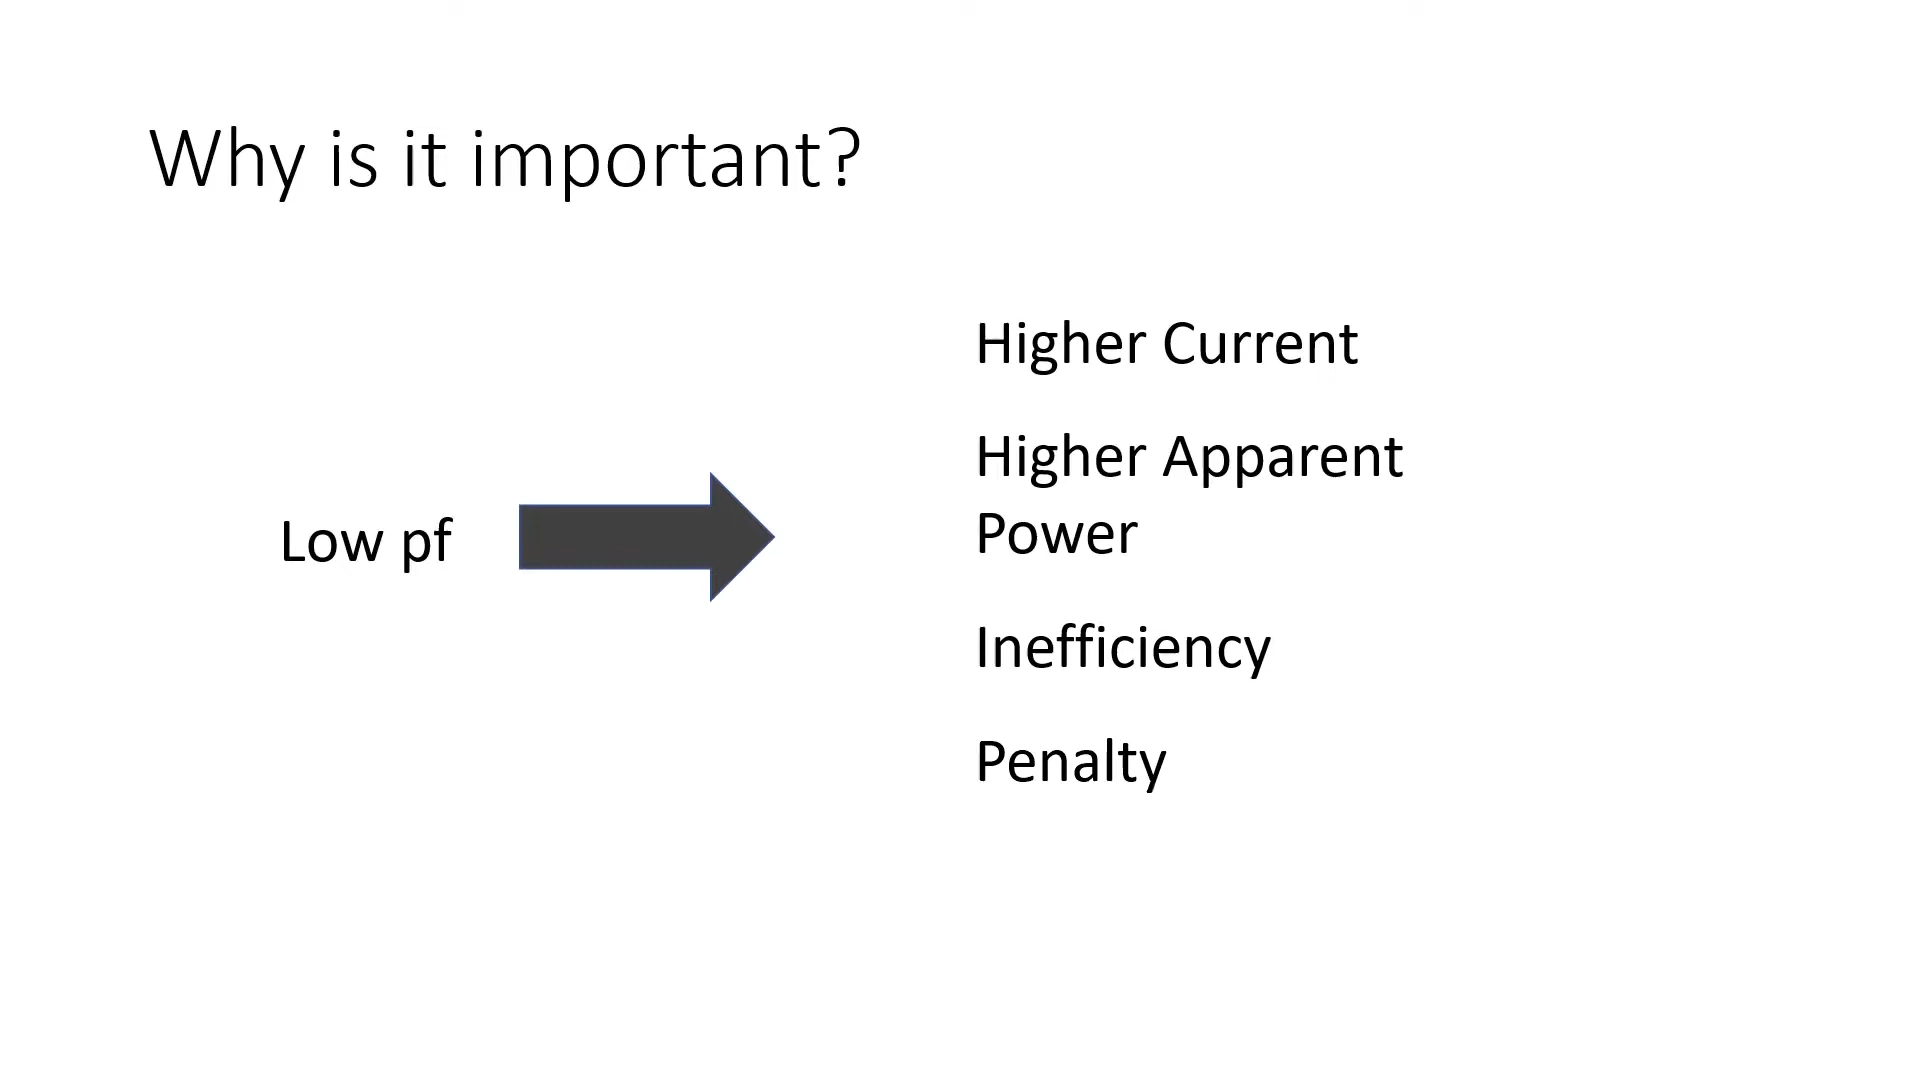 Why is it important?
Low pf
Higher Current
Higher Apparent
Power
Inefficiency
Penalty